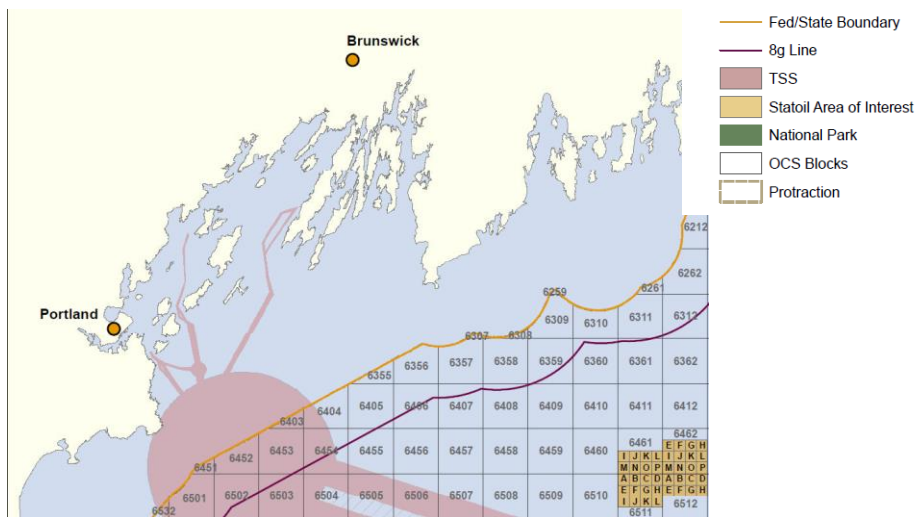 Brunswick
Portland
Fed/State Boundary
8g Line
TSS
Statoil Area of Interest
National Park
OCS Blocks
Protraction
6212
6262
6259 6261
6307 6308 6309 6310 6311 6312
6355 6356 6357 6358 6359 6360 6361 6362
6403 6404 6405 6406 6407 6408 6409 6410 6411 6412
6451 6452 6453 6454 6455 6456 6457 6458 6459 6460 6461 6462
E F G H
I J K L I J K L
M N O P M N O P
A B C D A B C D
E F G H E F G H
I J K L
6501 6502 6503 6504 6505 6506 6507 6508 6509 6510 6512
6532 6511